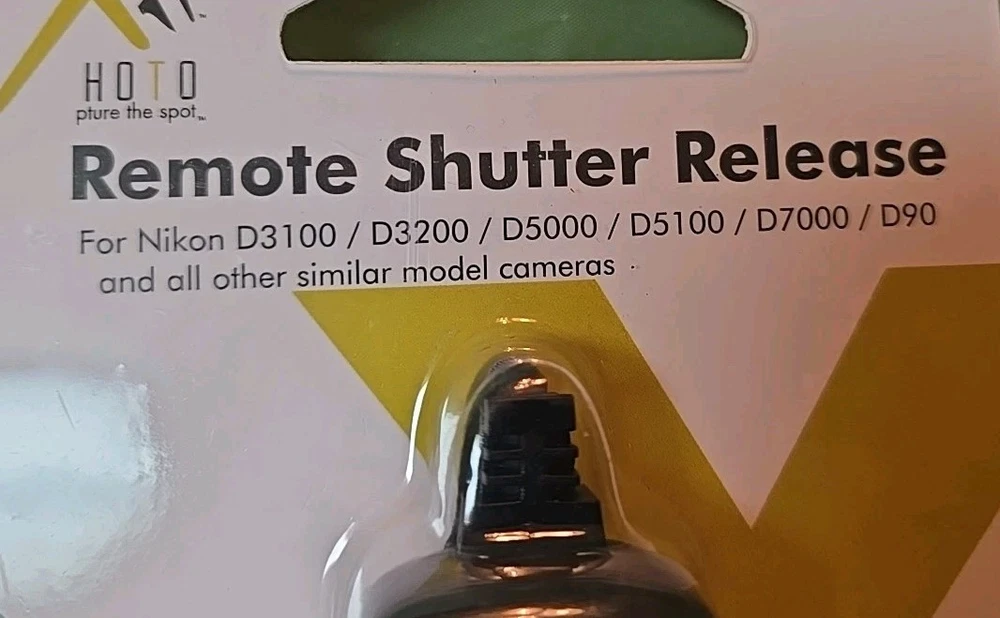 HOTO
pture the spot™
Remote Shutter Release
For Nikon D3100 / D3200 / D5000 / D5100 / D7000 / D90
and all other similar model cameras